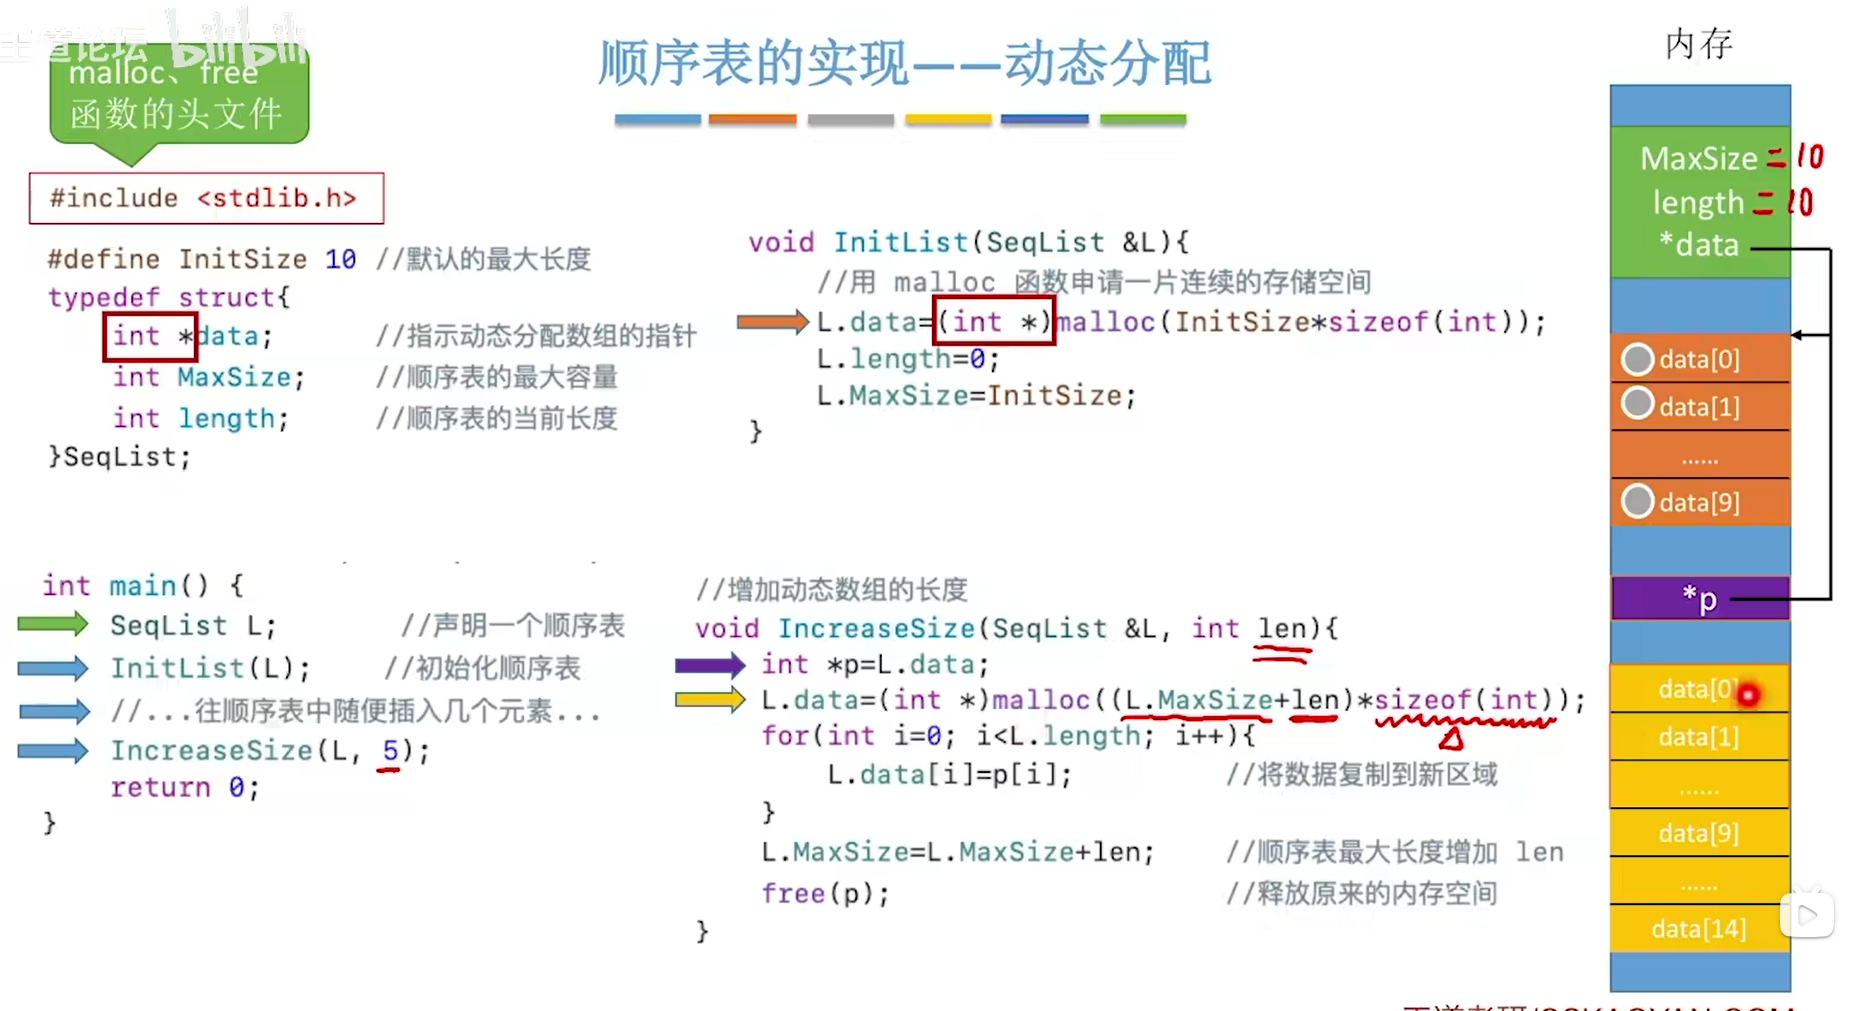 王道论坛 bilibili
malloc、free
函数的头文件
顺序表的实现——动态分配
#include <stdlib.h>
#define InitSize 10 //默认的最大长度
typedef struct{
int *data; //指示动态分配数组的指针
int MaxSize; //顺序表的最大容量
int length; //顺序表的当前长度
}SeqList;
void InitList(SeqList &L){
//用 malloc 函数申请一片连续的存储空间
L.data=(int *)malloc(InitSize*sizeof(int));
L.length=0;
L.MaxSize=InitSize;
}
int main() {
SeqList L; //声明一个顺序表
InitList(L); //初始化顺序表
//...往顺序表中随便插入几个元素...
IncreaseSize(L, 5);
return 0;
}
//增加动态数组的长度
void IncreaseSize(SeqList &L, int len){
int *p=L.data;
L.data=(int *)malloc((L.MaxSize+len)*sizeof(int));
for(int i=0; i<L.length; i++){
L.data[i]=p[i]; //将数据复制到新区域
}
L.MaxSize=L.MaxSize+len; //顺序表最大长度增加 len
free(p); //释放原来的内存空间
}
内存
MaxSize =10
length =10
*data
data[0]
data[1]
......
data[9]
*p
data[0]
data[1]
......
data[9]
......
data[14]